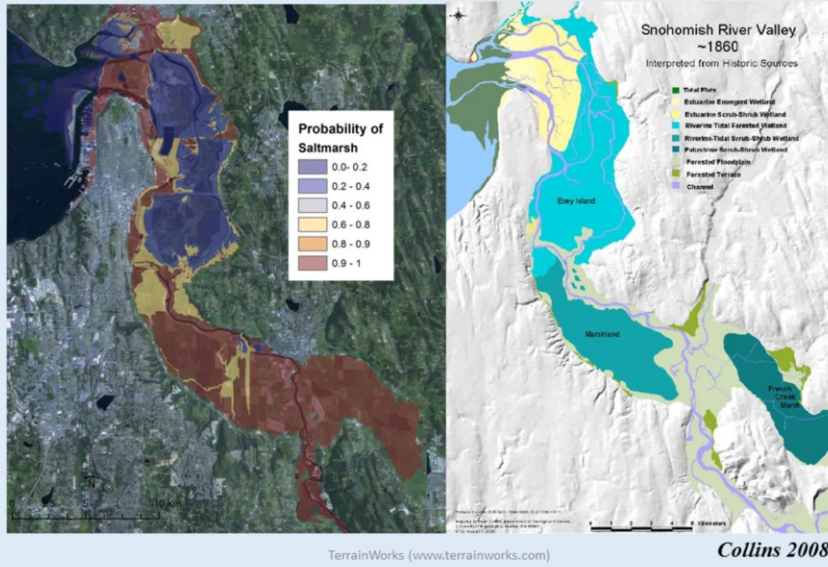 Probability of
Saltmarsh
0.0- 0.2
0.2 - 0.4
0.4 - 0.6
0.6 - 0.8
0.8 - 0.9
0.9 - 1
N
0
5
10 Km
Snohomish River Valley
~1860
Interpreted from Historic Sources
Tidal Flats
Estuarine Emergent Wetland
Estuarine Scrub-Shrub Wetland
Riverine Tidal Forested Wetland
Riverine-Tidal Scrub-Shrub Wetland
Palustrine Scrub-Shrub Wetland
Forested Floodplain
Forested Terrace
Channel
Ebey Island
Marshland
French
Creek
Marsh
Kilometers
TerrainWorks (www.terrainworks.com)
Collins 2008